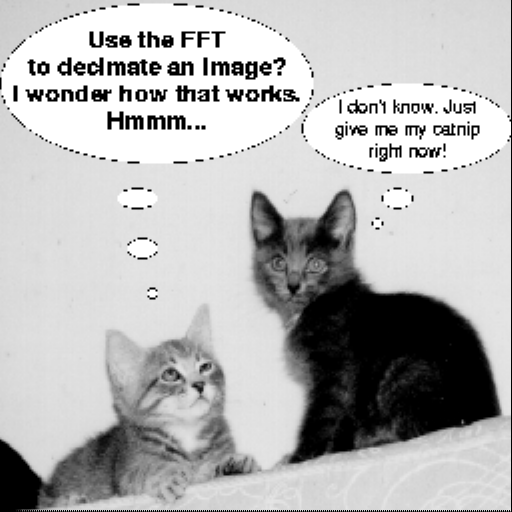 Use the FFT
to decimate an Image?
I wonder how that works.
Hmmm...
I don't know. Just
give me my catnip
right now!